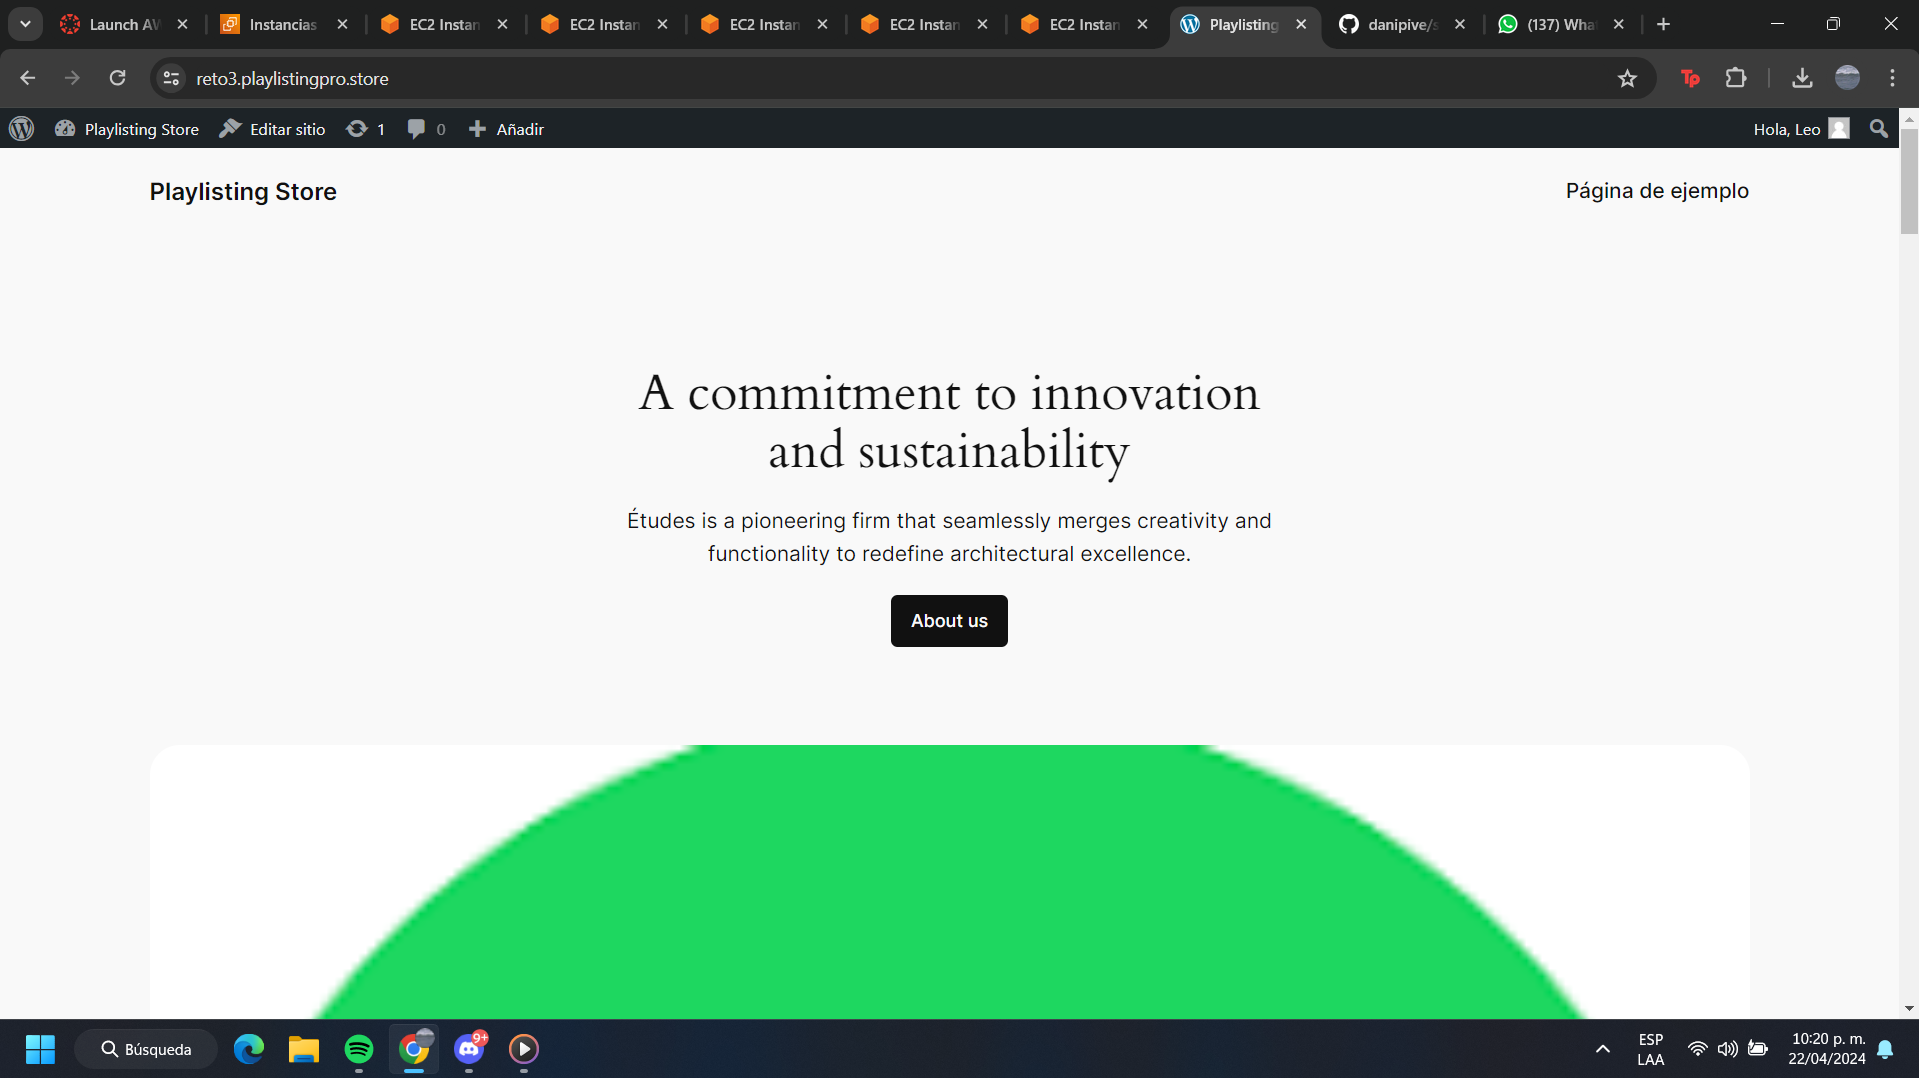 Launch AW
Instancias
EC2 Instan
EC2 Instan
EC2 Instan
EC2 Instan
EC2 Instan
Playlisting
danipive/s
(137) What
reto3.playlistingpro.store
Tp
Playlisting Store
Editar sitio
1
0
Añadir
Hola, Leo
Playlisting Store
Página de ejemplo
A commitment to innovation
and sustainability
Études is a pioneering firm that seamlessly merges creativity and
functionality to redefine architectural excellence.
About us
Búsqueda
9+
ESP
LAA
10:20 p. m.
22/04/2024